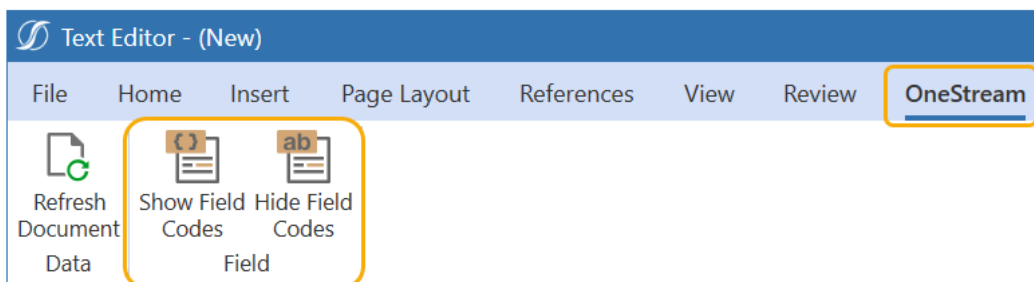 Text Editor - (New)
File Home Insert Page Layout References View Review OneStream
{} ab
Refresh Show Field Hide Field
Document Codes Codes
Data Field